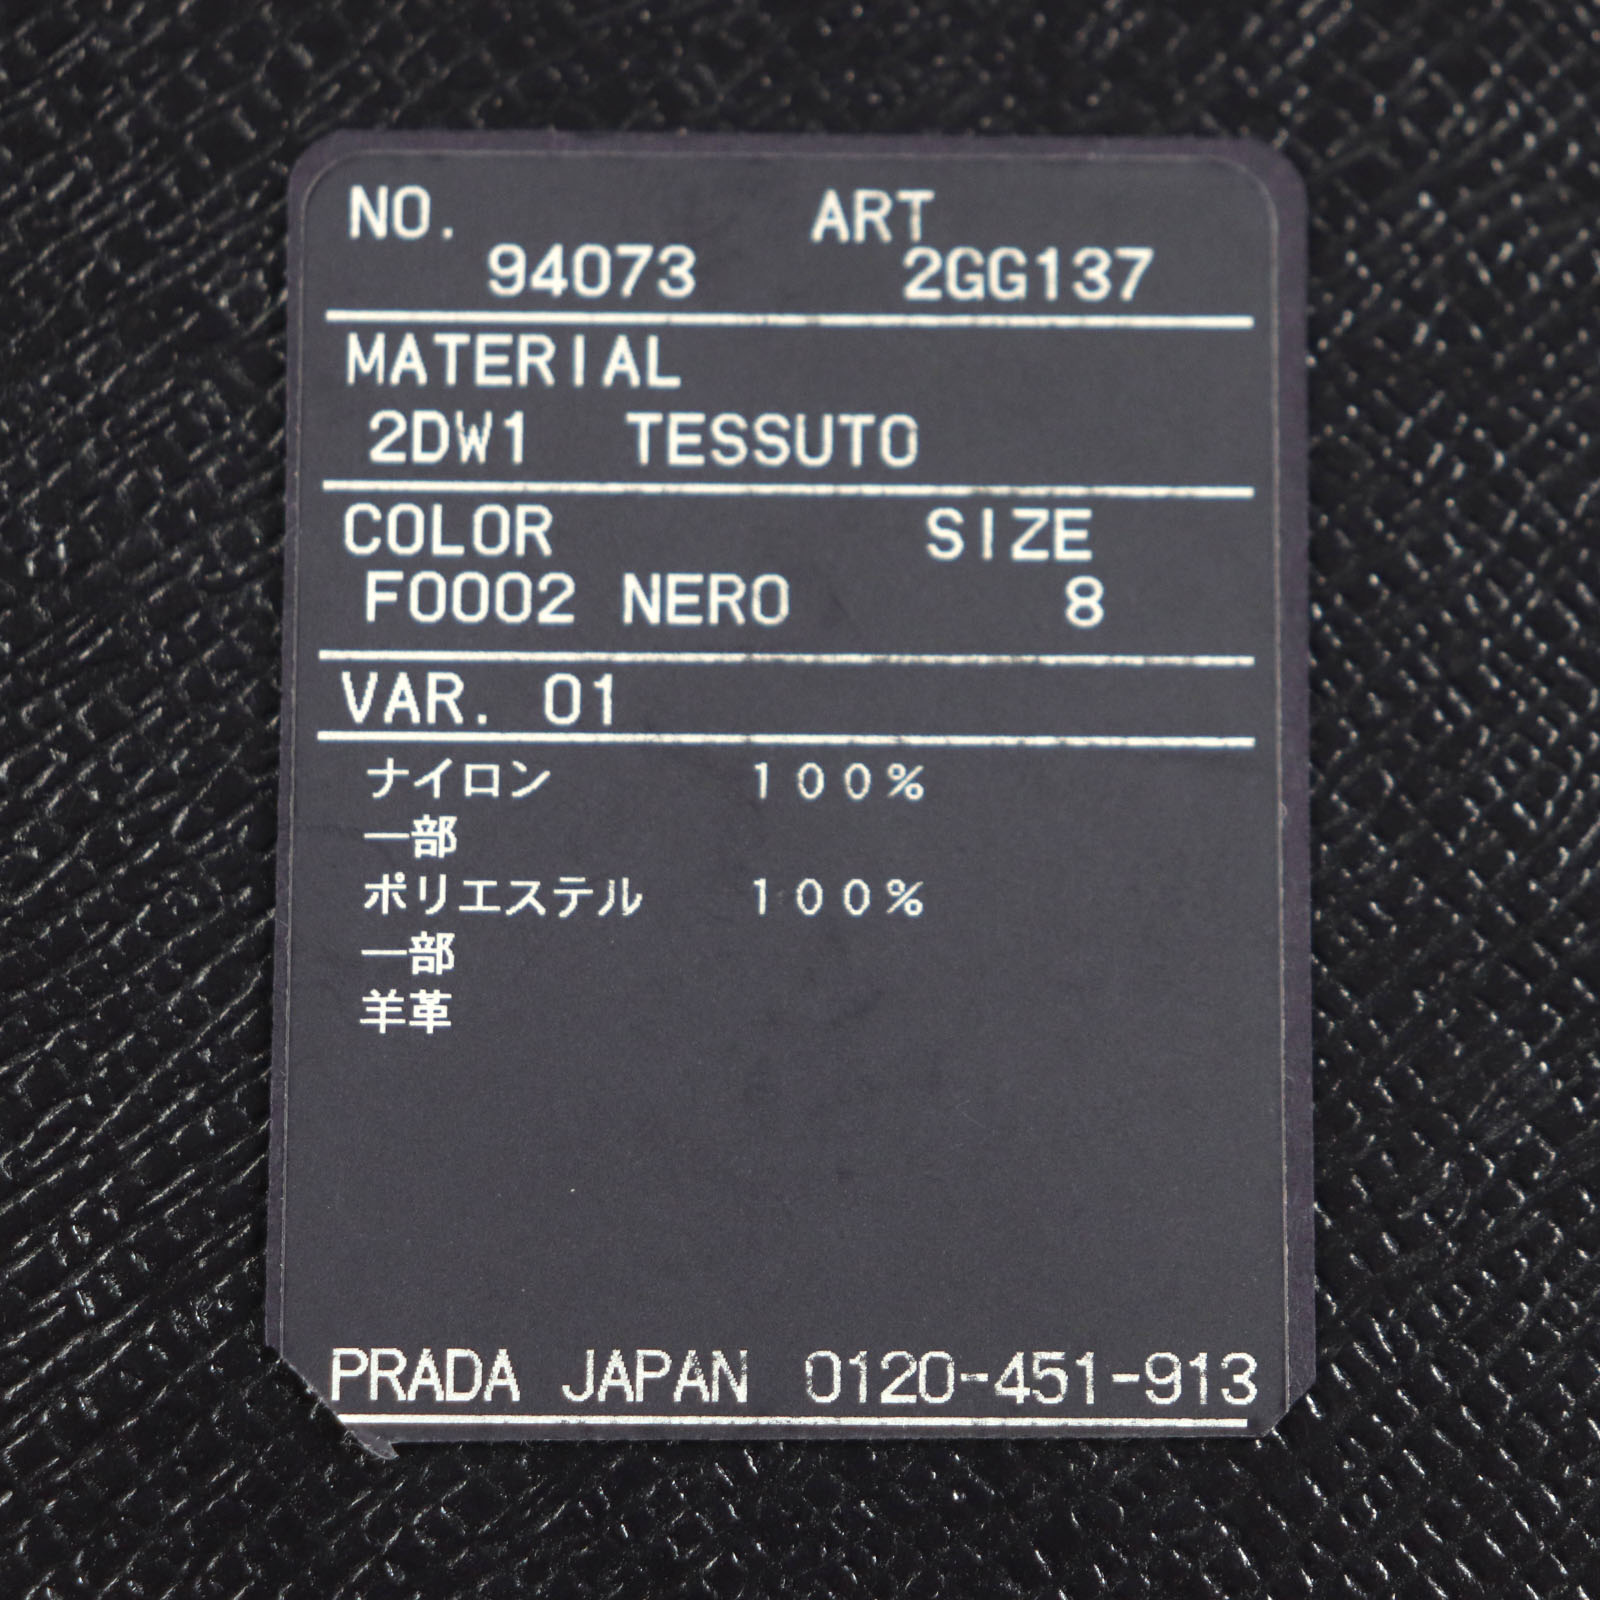 NO. ART
94073 2GG137
MATERIAL
2DW1 TESSUTO
COLOR SIZE
F0002 NERO 8
VAR. 01
ナイロン 100%
一部
ポリエステル 100%
一部
羊革
PRADA JAPAN 0120-451-913